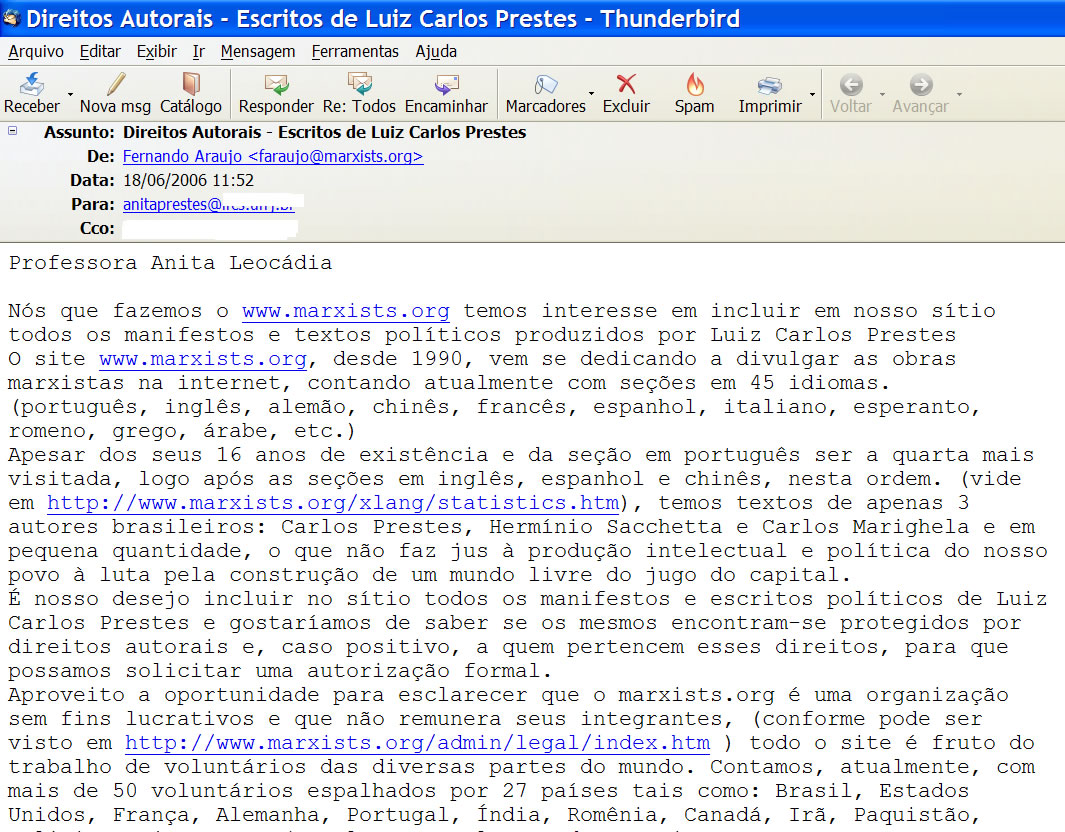 Direitos Autorais - Escritos de Luiz Carlos Prestes - Thunderbird
Arquivo Editar Exibir Ir Mensagem Ferramentas Ajuda
Receber Nova msg Catálogo Responder Re: Todos Encaminhar Marcadores Excluir Spam Imprimir Voltar Avançar
Assunto: Direitos Autorais - Escritos de Luiz Carlos Prestes
De: Fernando Araujo <faraujo@marxists.org>
Data: 18/06/2006 11:52
Para: anitaprestes@
Cco:
Professora Anita Leocádia
Nós que fazemos o www.marxists.org temos interesse em incluir em nosso sítio
todos os manifestos e textos políticos produzidos por Luiz Carlos Prestes
O site www.marxists.org, desde 1990, vem se dedicando a divulgar as obras
marxistas na internet, contando atualmente com seções em 45 idiomas.
(português, inglês, alemão, chinês, francês, espanhol, italiano, esperanto,
romeno, grego, árabe, etc.)
Apesar dos seus 16 anos de existência e da seção em português ser a quarta mais
visitada, logo após as seções em inglês, espanhol e chinês, nesta ordem. (vide
em http://www.marxists.org/xlang/statistics.htm), temos textos de apenas 3
autores brasileiros: Carlos Prestes, Hermínio Sacchetta e Carlos Marighela e em
pequena quantidade, o que não faz jus à produção intelectual e política do nosso
povo à luta pela construção de um mundo livre do jugo do capital.
É nosso desejo incluir no sítio todos os manifestos e escritos políticos de Luiz
Carlos Prestes e gostaríamos de saber se os mesmos encontram-se protegidos por
direitos autorais e, caso positivo, a quem pertencem esses direitos, para que
possamos solicitar uma autorização formal.
Aproveito a oportunidade para esclarecer que o marxists.org é uma organização
sem fins lucrativos e que não remunera seus integrantes, (conforme pode ser
visto em http://www.marxists.org/admin/legal/index.htm ) todo o site é fruto do
trabalho de voluntários das diversas partes do mundo. Contamos, atualmente, com
mais de 50 voluntários espalhados por 27 países tais como: Brasil, Estados
Unidos, França, Alemanha, Portugal, Índia, Romênia, Canadá, Irã, Paquistão,